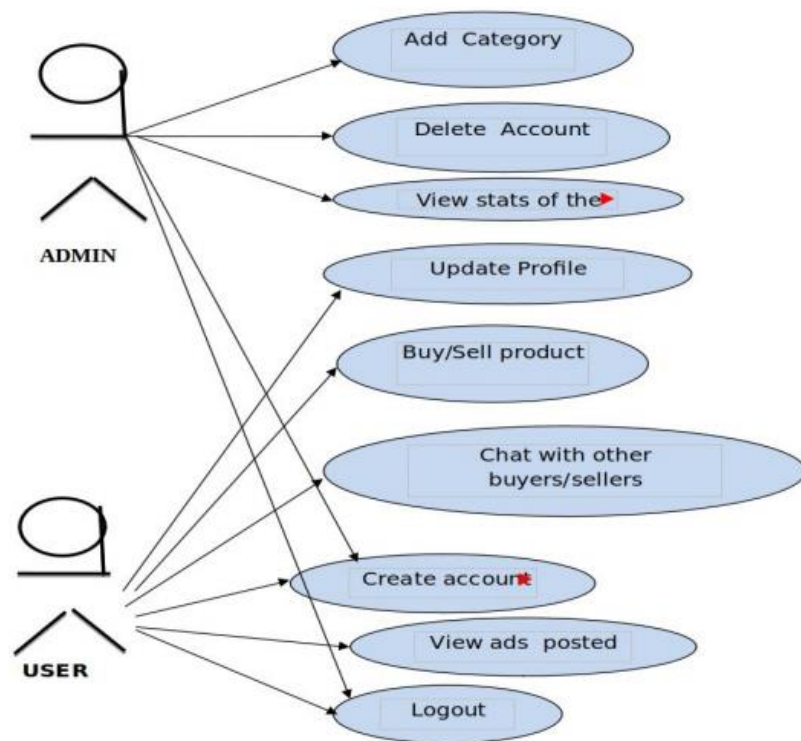 Add Category
Delete Account
View stats of the
ADMIN
Update Profile
Buy/Sell product
Chat with other
buyers/sellers
Create account
View ads posted
USER
Logout